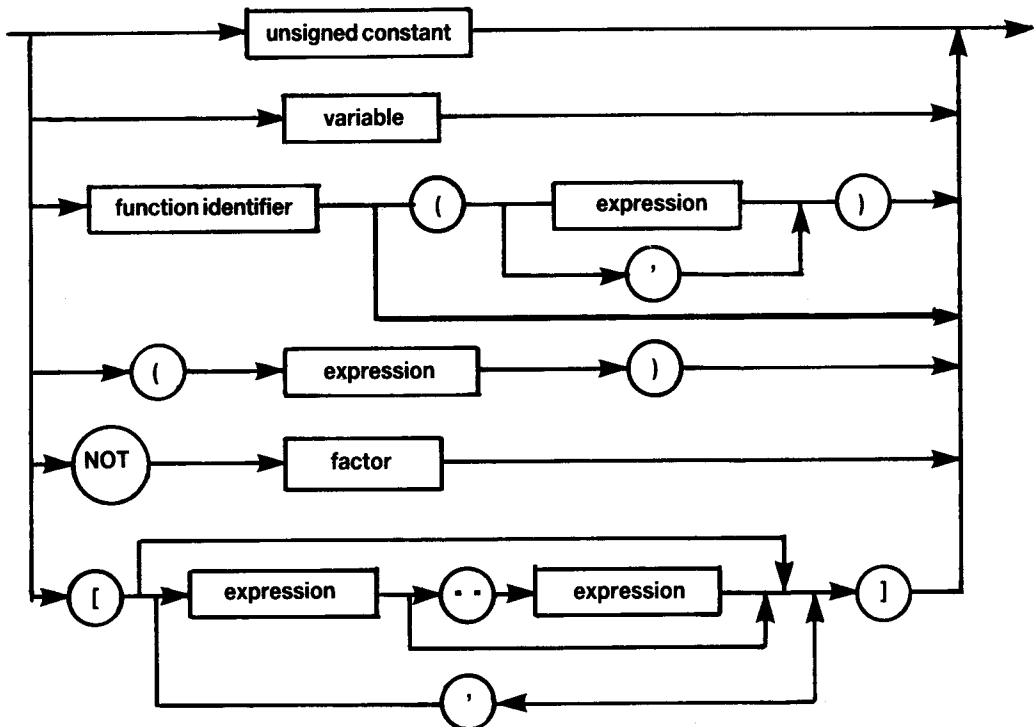 unsigned constant
variable
function identifier ( expression )
,
( expression )
NOT factor
[ expression .. expression ]
,